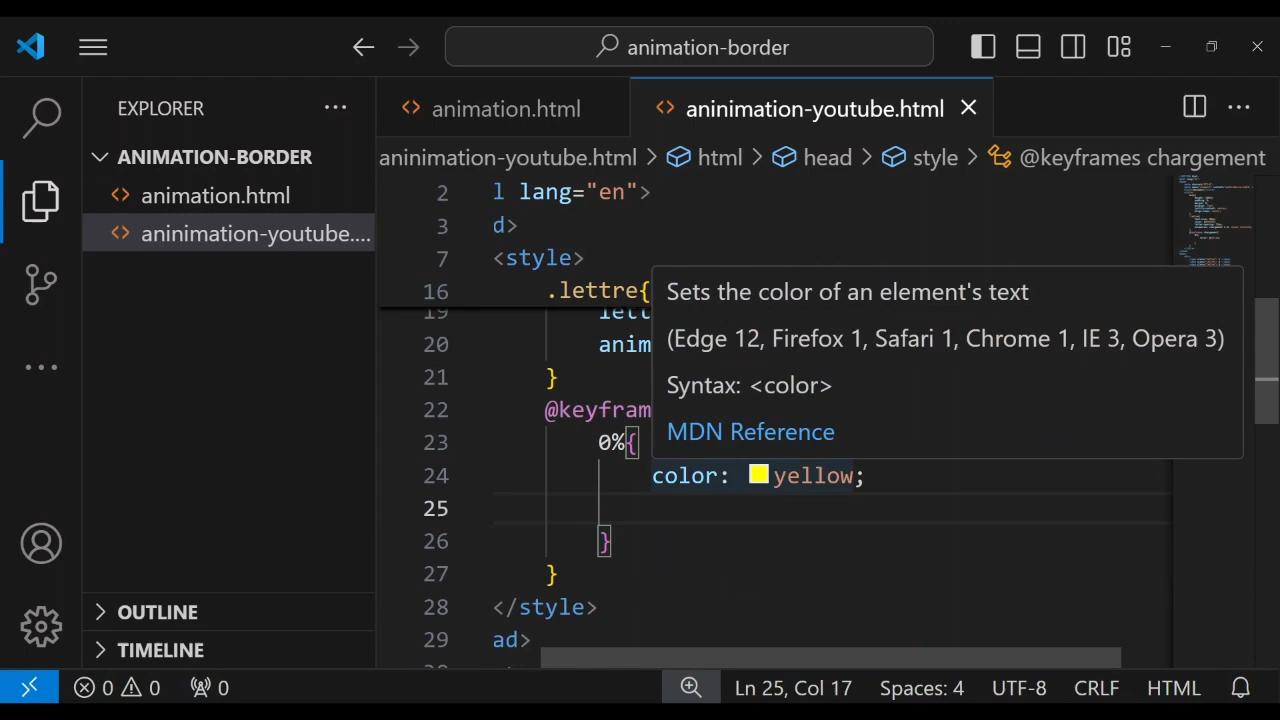 animation-border
EXPLORER
ANIMATION-BORDER
animation.html
aninimation-youtube....
OUTLINE
TIMELINE
animation.html
aninimation-youtube.html
aninimation-youtube.html > html > head > style > @keyframes chargement
2 l lang="en">
3 d>
7 <style>
16 .lettre{
19 lett
20 anim
21 }
22 @keyfram
23 0%{
24 color: yellow;
25
26 }
27 }
28 </style>
29 ad>
Sets the color of an element's text
(Edge 12, Firefox 1, Safari 1, Chrome 1, IE 3, Opera 3)
Syntax: <color>
MDN Reference
0 0 0
Ln 25, Col 17 Spaces: 4 UTF-8 CRLF HTML